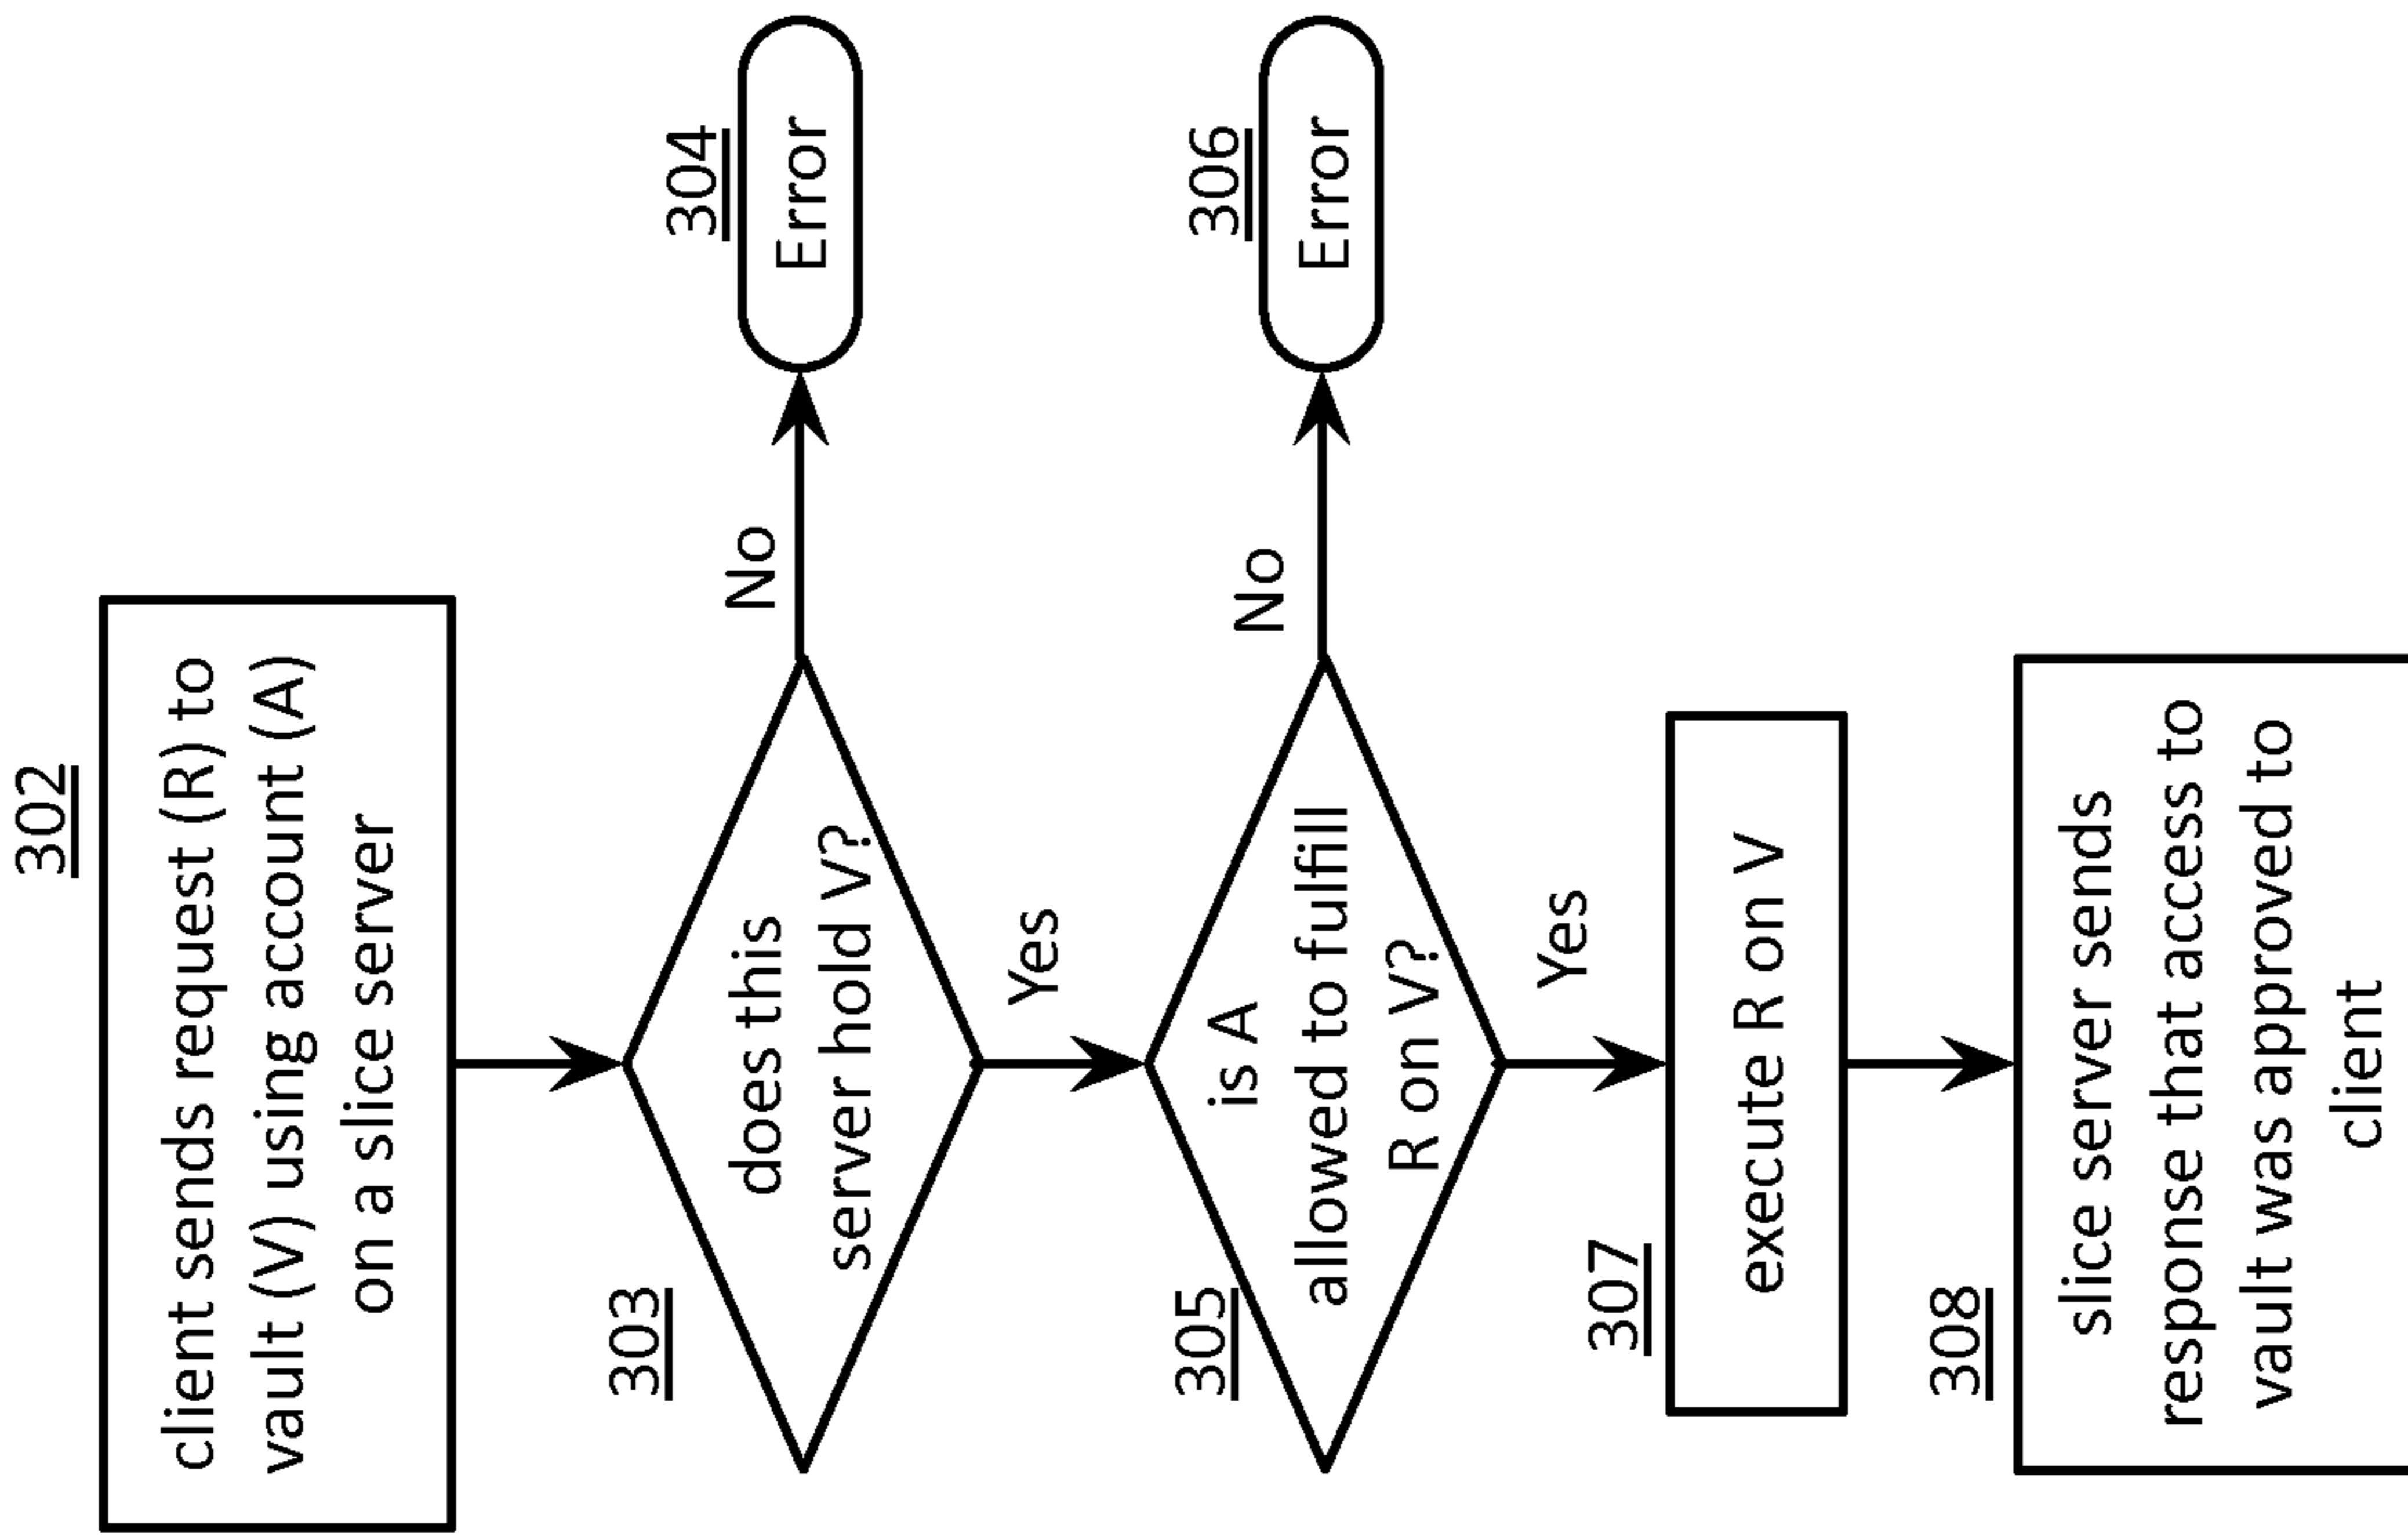 302
client sends request (R) to
vault (V) using account (A)
on a slice server
303
does this
server hold V?
No
304
Error
Yes
305
is A
allowed to fulfill
R on V?
No
306
Error
Yes
307
execute R on V
308
slice server sends
response that access to
vault was approved to
client